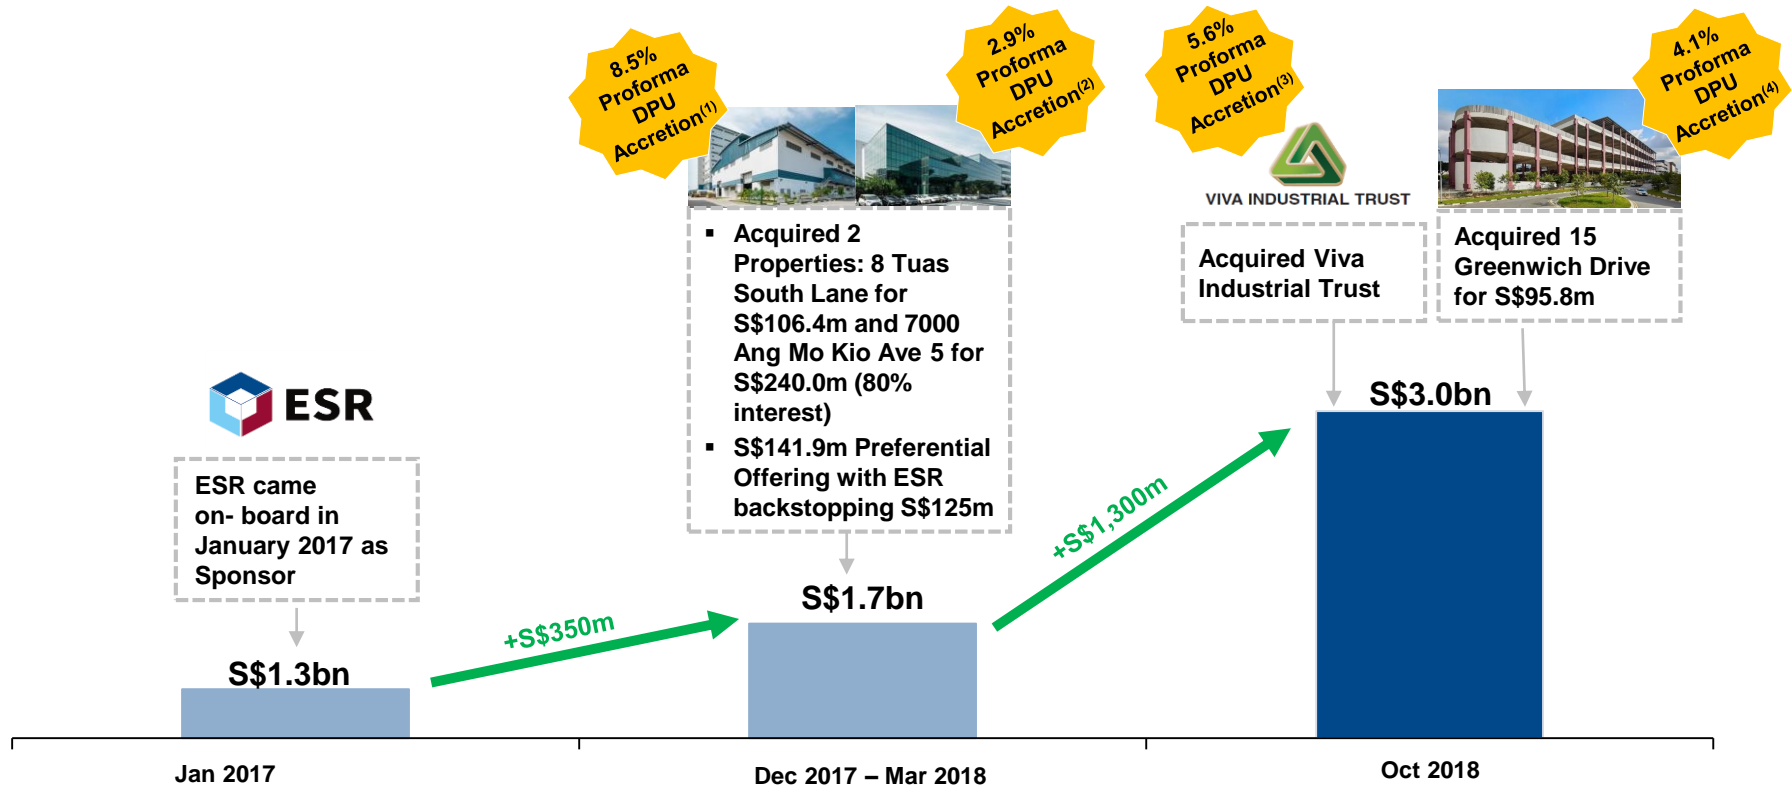 8.5%
Proforma
DPU
Accretion(1)
2.9%
Proforma
DPU
Accretion(2)
5.6%
Proforma
DPU
Accretion(3)
4.1%
Proforma
DPU
Accretion(4)
VIVA INDUSTRIAL TRUST
▪ Acquired 2
Properties: 8 Tuas
South Lane for
S$106.4m and 7000
Ang Mo Kio Ave 5 for
S$240.0m (80%
interest)
▪ S$141.9m Preferential
Offering with ESR
backstopping S$125m
Acquired Viva
Industrial Trust
Acquired 15
Greenwich Drive
for S$95.8m
ESR
ESR came
on- board in
January 2017 as
Sponsor
S$1.3bn
+S$350m
S$1.7bn
+S$1,300m
S$3.0bn
Jan 2017
Dec 2017 – Mar 2018
Oct 2018